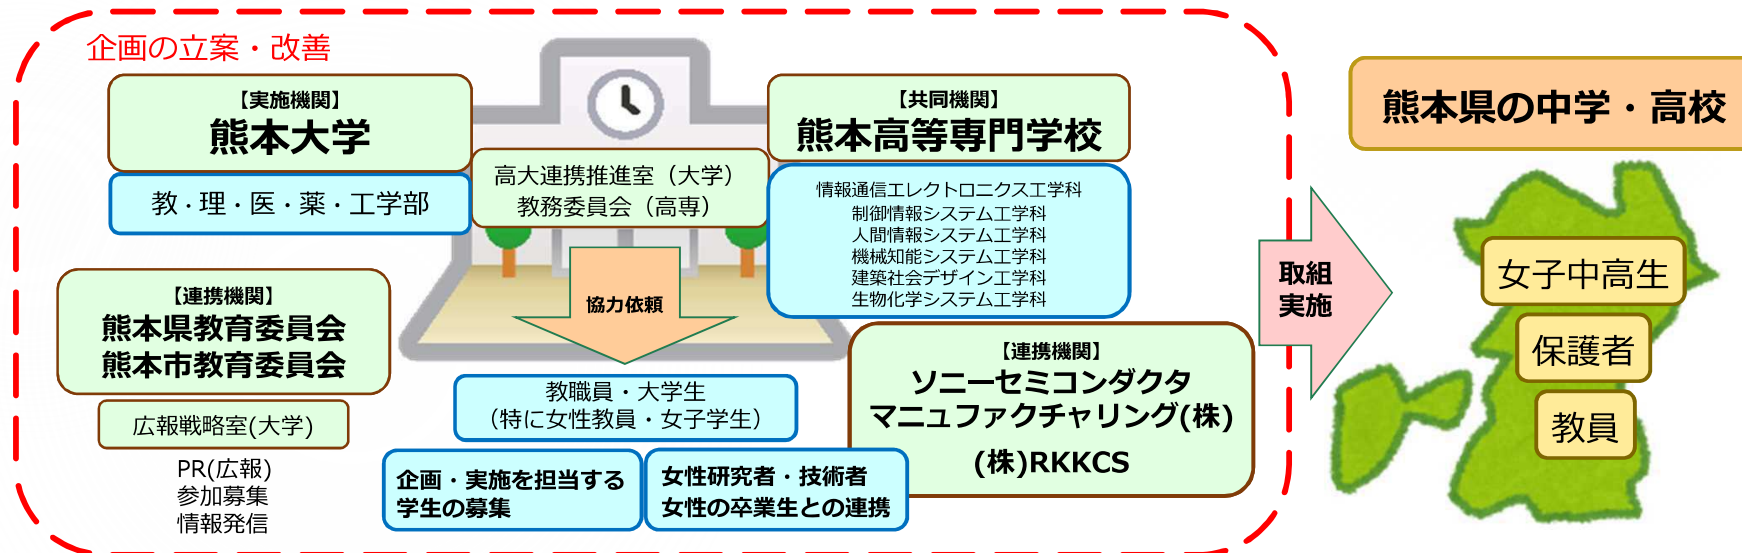 企画の立案・改善
【実施機関】
熊本大学
教・理・医・薬・工学部
高大連携推進室（大学）
教務委員会（高専）
【共同機関】
熊本高等専門学校
情報通信エレクトロニクス工学科
制御情報システム工学科
人間情報システム工学科
機械知能システム工学科
建築社会デザイン工学科
生物化学システム工学科
【連携機関】
熊本県教育委員会
熊本市教育委員会
広報戦略室(大学)
PR(広報)
参加募集
情報発信
協力依頼
教職員・大学生
（特に女性教員・女子学生）
企画・実施を担当する
学生の募集
女性研究者・技術者
女性の卒業生との連携
【連携機関】
ソニーセミコンダクタ
マニュファクチャリング(株)
(株)RKKCS
取組
実施
熊本県の中学・高校
女子中高生
保護者
教員